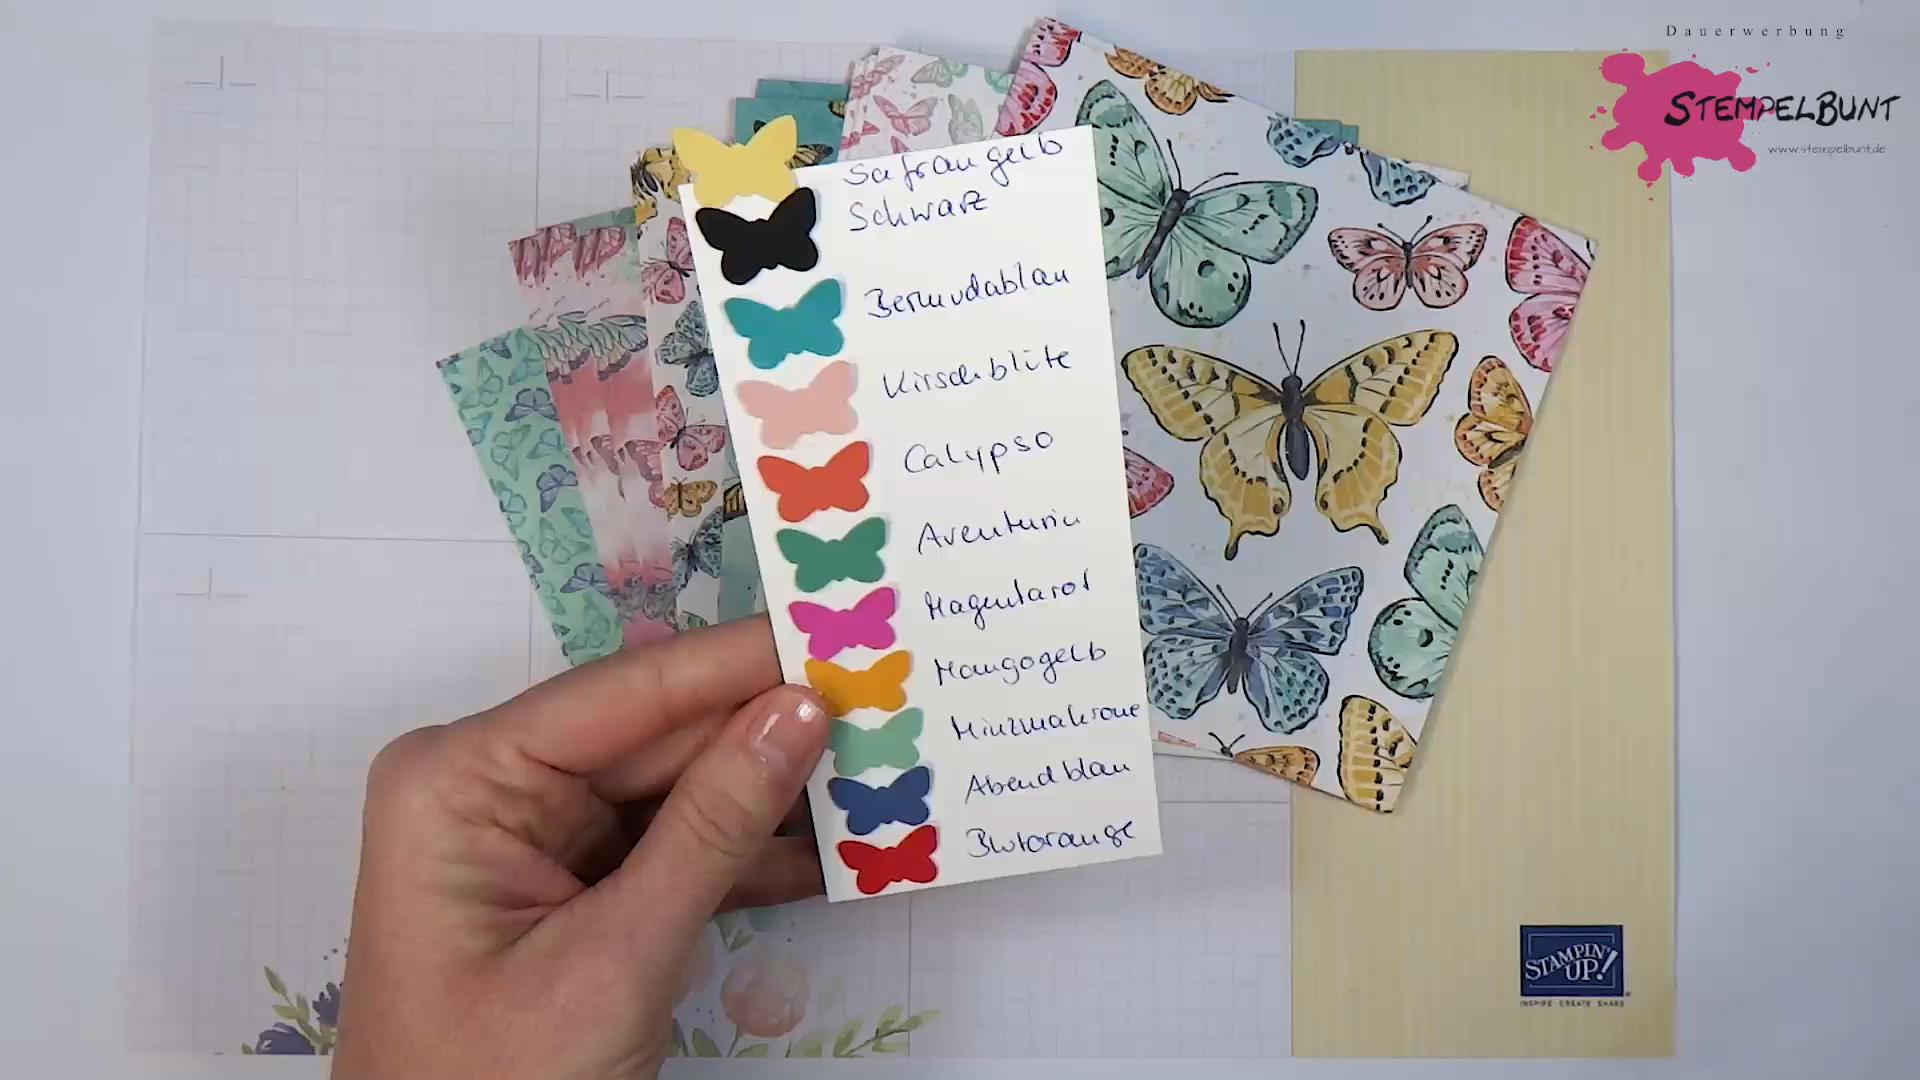 Dauerwerbung
STEMPELBUNT
www.stempelbunt.de
Safrangelb
Schwarz
Bermudablau
Kirschblüte
Calypso
Aventurin
Magentarot
Mangogelb
Minzmakrone
Abendblau
Blutorange
STAMPIN'
UP!
INSPIRE · CREATE · SHARE